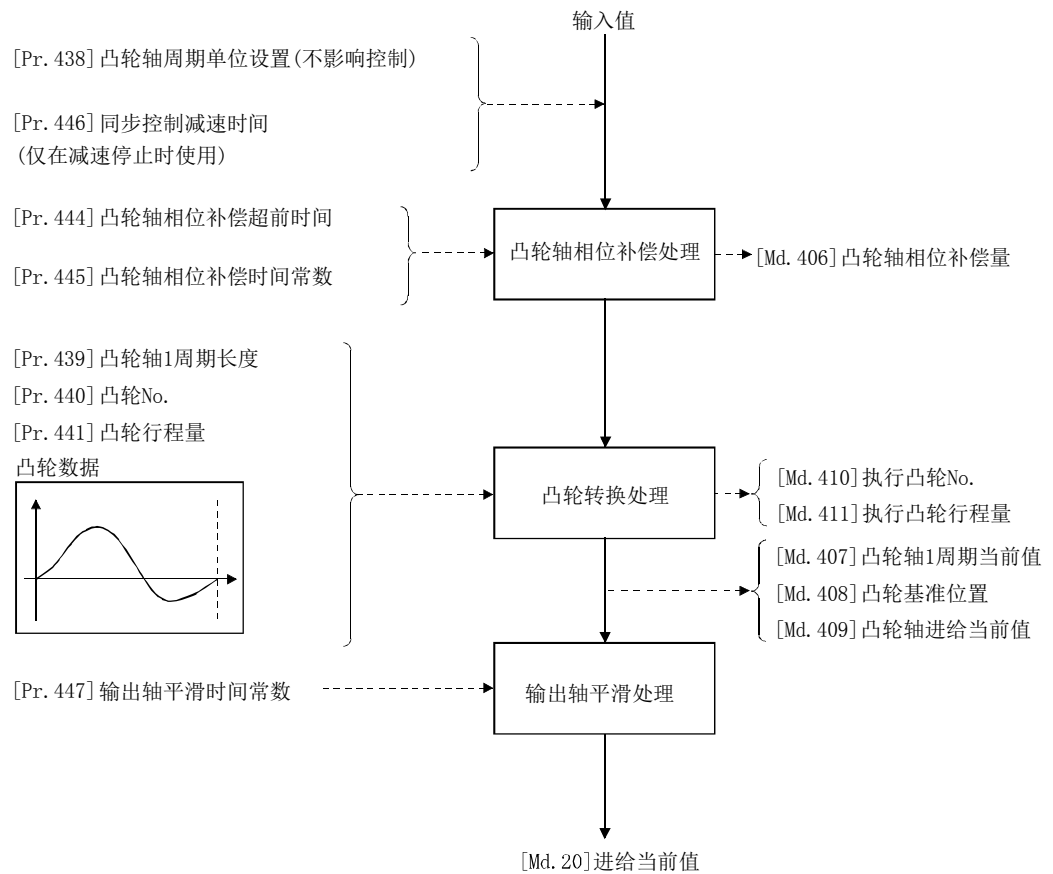 输入值
[Pr.438]凸轮轴周期单位设置(不影响控制)
[Pr.446]同步控制减速时间
(仅在减速停止时使用)
[Pr.444]凸轮轴相位补偿超前时间
[Pr.445]凸轮轴相位补偿时间常数
凸轮轴相位补偿处理
[Md.406]凸轮轴相位补偿量
[Pr.439]凸轮轴1周期长度
[Pr.440]凸轮No.
[Pr.441]凸轮行程量
凸轮数据
凸轮转换处理
[Md.410]执行凸轮No.
[Md.411]执行凸轮行程量
[Md.407]凸轮轴1周期当前值
[Md.408]凸轮基准位置
[Md.409]凸轮轴进给当前值
[Pr.447]输出轴平滑时间常数
输出轴平滑处理
[Md.20]进给当前值